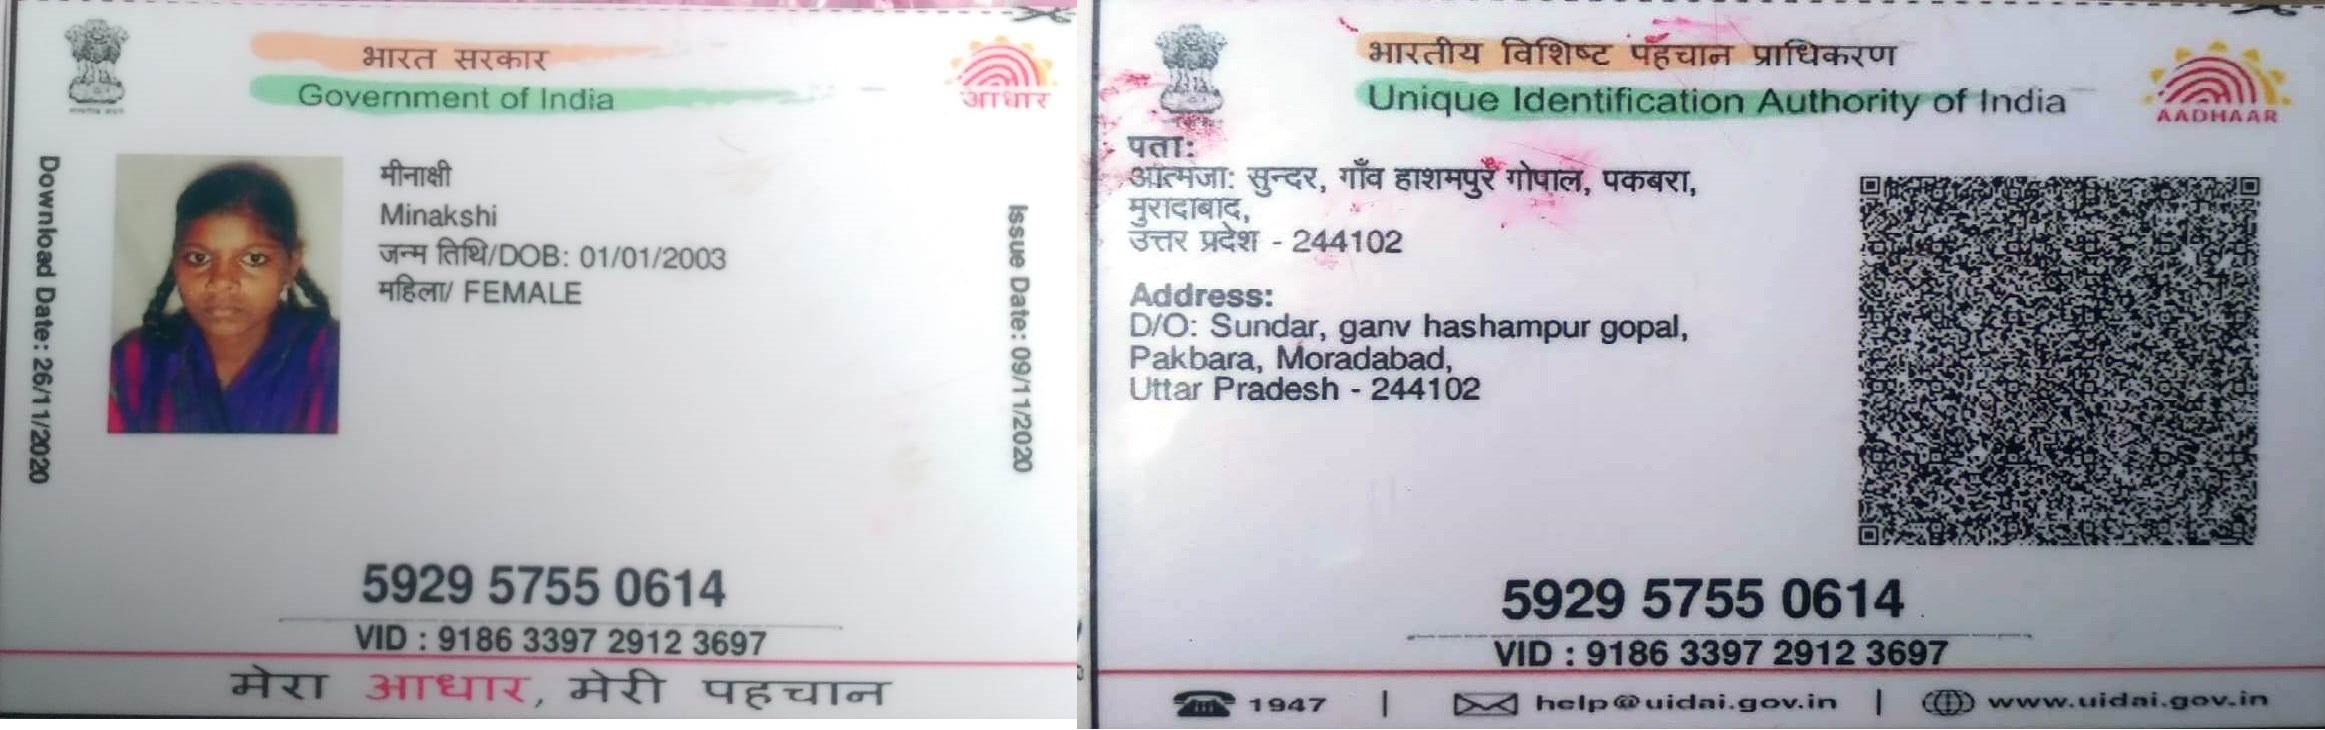 भारत सरकार
Government of India
आधार
Download Date: 26/11/2020
मीनाक्षी
Minakshi
जन्म तिथि/DOB: 01/01/2003
महिला/ FEMALE
Issue Date: 09/11/2020
5929 5755 0614
VID : 9186 3397 2912 3697
मेरा आधार, मेरी पहचान
भारतीय विशिष्ट पहचान प्राधिकरण
Unique Identification Authority of India
AADHAAR
पता:
आत्मजा: सुन्दर, गाँव हाशमपुर गोपाल, पकबरा,
मुरादाबाद,
उत्तर प्रदेश - 244102
Address:
D/O: Sundar, ganv hashampur gopal,
Pakbara, Moradabad,
Uttar Pradesh - 244102
5929 5755 0614
VID : 9186 3397 2912 3697
1947 | help@uidai.gov.in | www.uidai.gov.in